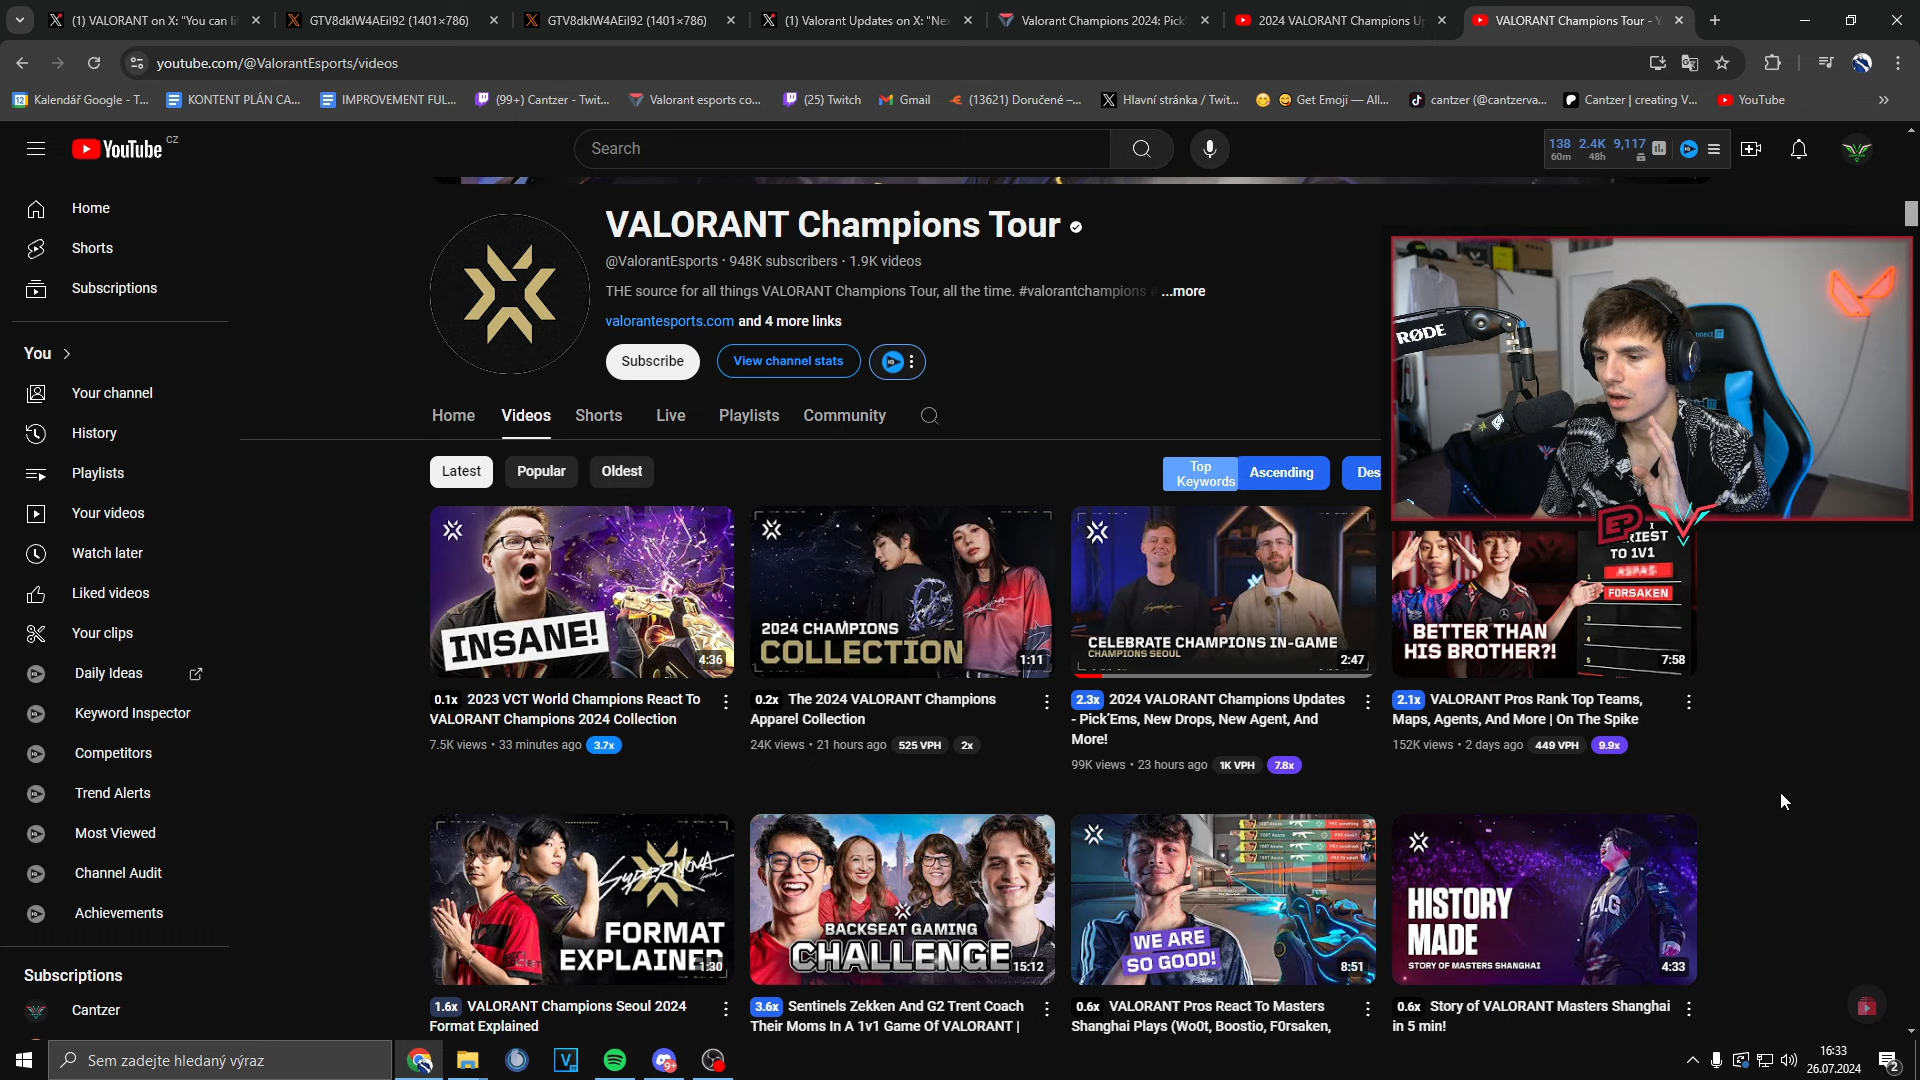 (1) VALORANT on X: "You can li
GTV8dkIW4AEil92 (1401×786)
GTV8dkIW4AEil92 (1401×786)
(1) Valorant Updates on X: "Ne
Valorant Champions 2024: Pick'
2024 VALORANT Champions U
VALORANT Champions Tour - Y
youtube.com/@ValorantEsports/videos
Kalendář Google - T...
KONTENT PLÁN CA...
IMPROVEMENT FUL...
(99+) Cantzer - Twit...
Valorant esports co...
(25) Twitch
Gmail
(13621) Doručené –...
Hlavní stránka / Twit...
Get Emoji — All...
cantzer (@cantzerva...
Cantzer | creating V...
YouTube
YouTube CZ
Search
138 2.4K 9,117
60m 48h
Home
Shorts
Subscriptions
You
Your channel
History
Playlists
Your videos
Watch later
Liked videos
Your clips
Daily Ideas
Keyword Inspector
Competitors
Trend Alerts
Most Viewed
Channel Audit
Achievements
Subscriptions
Cantzer
VALORANT Champions Tour
@ValorantEsports · 948K subscribers · 1.9K videos
THE source for all things VALORANT Champions Tour, all the time. #valorantchampions ...more
valorantesports.com and 4 more links
Subscribe
View channel stats
Home
Videos
Shorts
Live
Playlists
Community
Latest
Popular
Oldest
Top
Keywords
Ascending
Des
RØDE
INSANE!
4:36
2024 CHAMPIONS
COLLECTION
1:11
CELEBRATE CHAMPIONS IN-GAME
CHAMPIONS SEOUL
2:47
TO 1V1
ASPAS
FORSAKEN
BETTER THAN
HIS BROTHER?!
7:58
0.1x 2023 VCT World Champions React To
VALORANT Champions 2024 Collection
7.5K views · 33 minutes ago 3.7x
0.2x The 2024 VALORANT Champions
Apparel Collection
24K views · 21 hours ago 525 VPH 2x
2.3x 2024 VALORANT Champions Updates
- Pick'Ems, New Drops, New Agent, And
More!
99K views · 23 hours ago 1K VPH 7.8x
2.1x VALORANT Pros Rank Top Teams,
Maps, Agents, And More | On The Spike
152K views · 2 days ago 449 VPH 9.9x
SUPERNOVA
FORMAT
EXPLAINED
1:30
BACKSEAT GAMING
CHALLENGE
15:12
WE ARE
SO GOOD!
8:51
HISTORY
MADE
STORY OF MASTERS SHANGHAI
4:33
1.6x VALORANT Champions Seoul 2024
Format Explained
3.6x Sentinels Zekken And G2 Trent Coach
Their Moms In A 1v1 Game Of VALORANT |
0.6x VALORANT Pros React To Masters
Shanghai Plays (Wo0t, Boostio, F0rsaken,
0.6x Story of VALORANT Masters Shanghai
in 5 min!
Sem zadejte hledaný výraz
16:33
26.07.2024
2